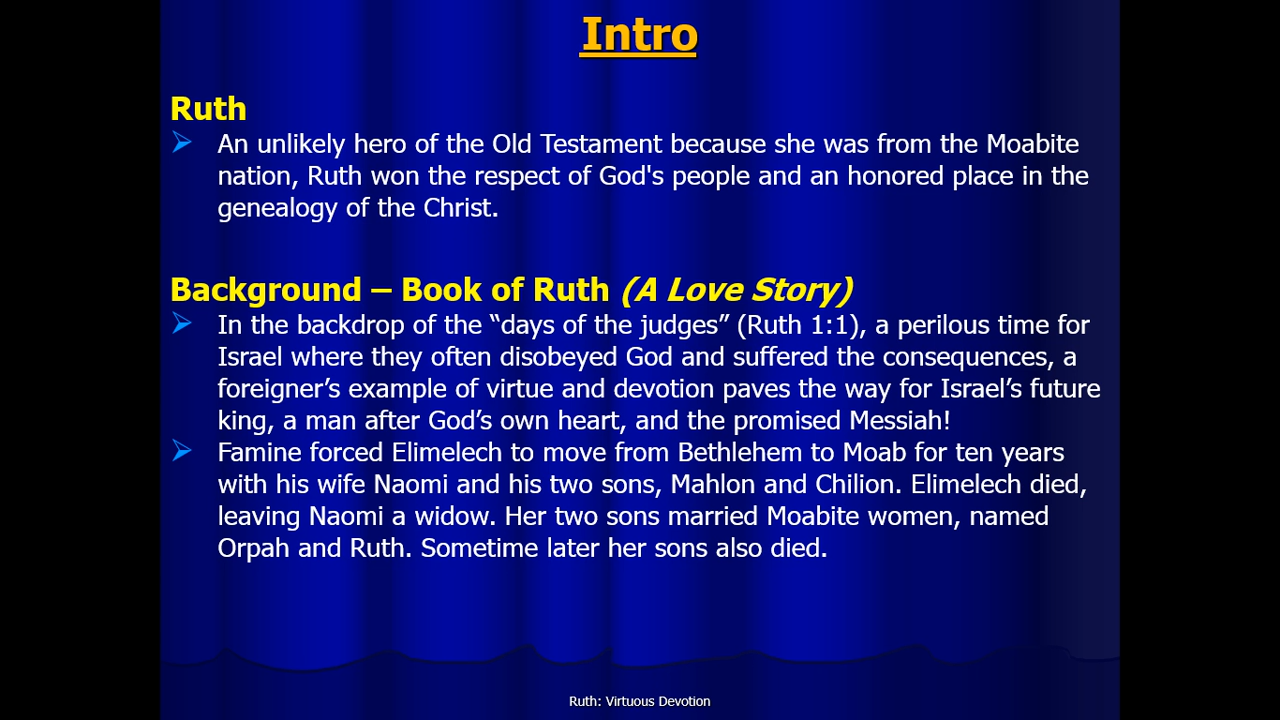 Intro
Ruth
An unlikely hero of the Old Testament because she was from the Moabite
nation, Ruth won the respect of God's people and an honored place in the
genealogy of the Christ.
Background – Book of Ruth (A Love Story)
In the backdrop of the “days of the judges” (Ruth 1:1), a perilous time for
Israel where they often disobeyed God and suffered the consequences, a
foreigner’s example of virtue and devotion paves the way for Israel’s future
king, a man after God’s own heart, and the promised Messiah!
Famine forced Elimelech to move from Bethlehem to Moab for ten years
with his wife Naomi and his two sons, Mahlon and Chilion. Elimelech died,
leaving Naomi a widow. Her two sons married Moabite women, named
Orpah and Ruth. Sometime later her sons also died.
Ruth: Virtuous Devotion